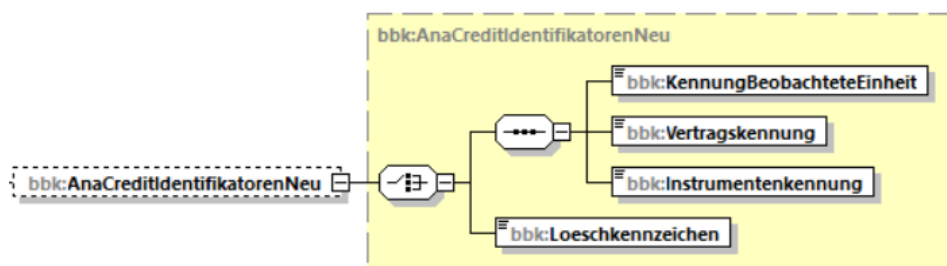 bbk:AnaCreditIdentifikatorenNeu
bbk:KennungBeobachteteEinheit
bbk:Vertragskennung
bbk:AnaCreditIdentifikatorenNeu
bbk:Instrumentenkennung
bbk:Loeschkennzeichen